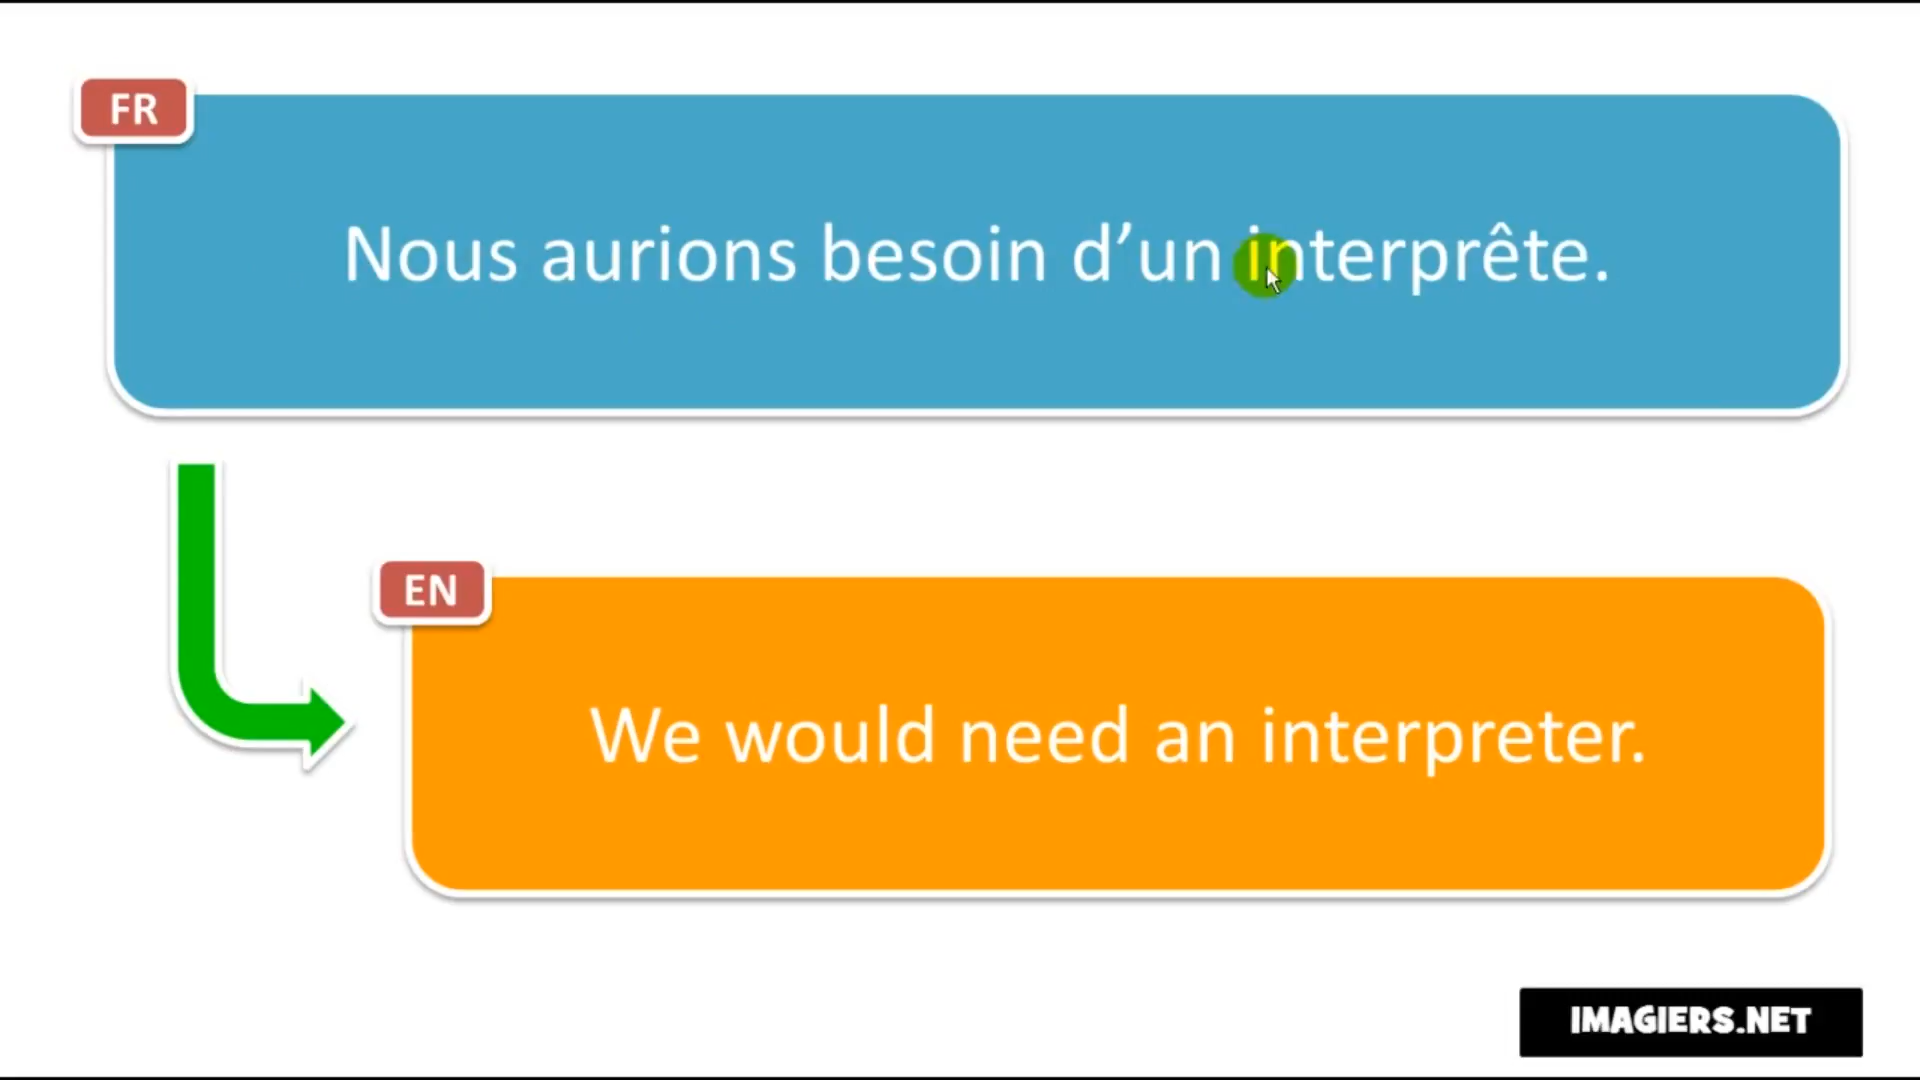 FR
Nous aurions besoin d’un interprête.
EN
We would need an interpreter.
IMAGIERS.NET